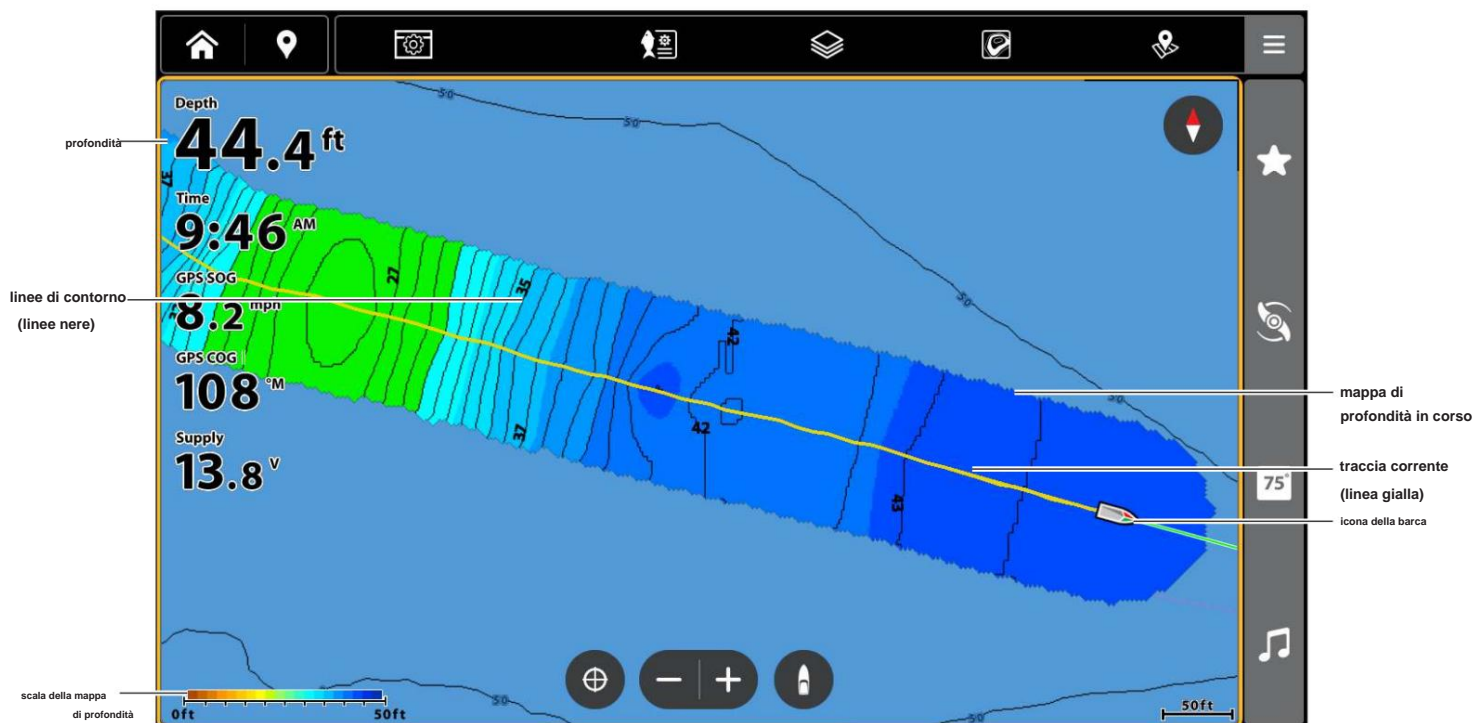 50
50
Depth
44.4 ft
profondità
37
Time
9:46 AM
27
35
GPS SOG
linee di contorno
(linee nere)
8.2 mph
50
42
GPS COG
108 °M
mappa di
profondità in corso
37
42
Supply
13.8 V
traccia corrente
(linea gialla)
75°
43
icona della barca
50
scala della mappa
di profondità
0ft
50ft
50
50
50ft